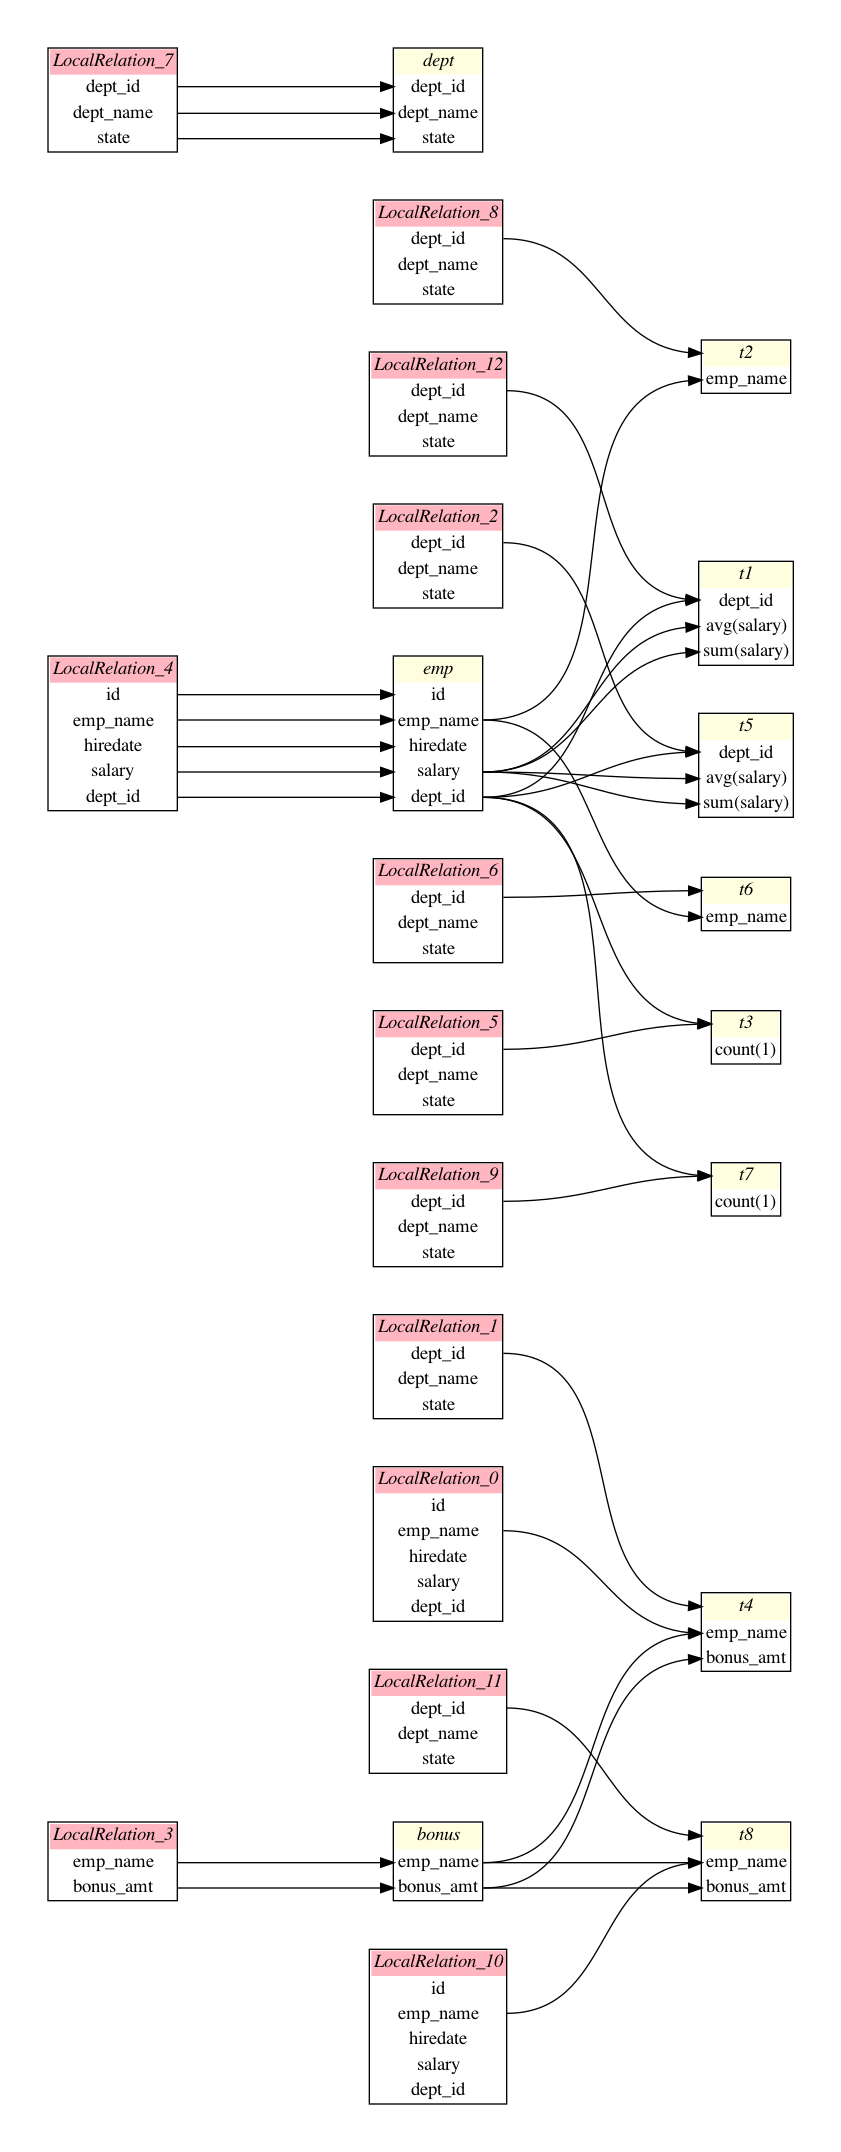 LocalRelation_7
dept_id
dept_name
state
dept
dept_id
dept_name
state
LocalRelation_8
dept_id
dept_name
state
t2
emp_name
LocalRelation_12
dept_id
dept_name
state
LocalRelation_2
dept_id
dept_name
state
t1
dept_id
avg(salary)
sum(salary)
LocalRelation_4
id
emp_name
hiredate
salary
dept_id
emp
id
emp_name
hiredate
salary
dept_id
t5
dept_id
avg(salary)
sum(salary)
LocalRelation_6
dept_id
dept_name
state
t6
emp_name
LocalRelation_5
dept_id
dept_name
state
t3
count(1)
LocalRelation_9
dept_id
dept_name
state
t7
count(1)
LocalRelation_1
dept_id
dept_name
state
LocalRelation_0
id
emp_name
hiredate
salary
dept_id
t4
emp_name
bonus_amt
LocalRelation_11
dept_id
dept_name
state
LocalRelation_3
emp_name
bonus_amt
bonus
emp_name
bonus_amt
t8
emp_name
bonus_amt
LocalRelation_10
id
emp_name
hiredate
salary
dept_id